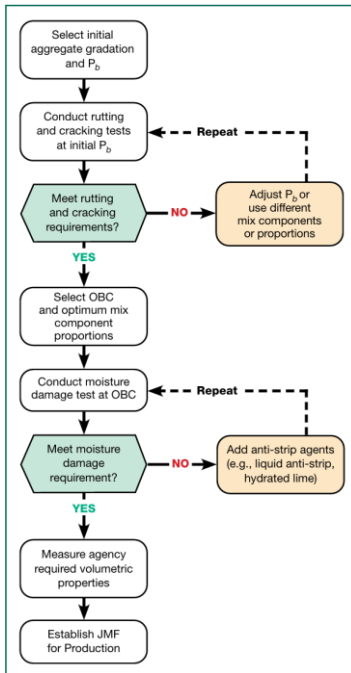 Select initial
aggregate gradation
and Pb
Conduct rutting
and cracking tests
at initial Pb
Repeat
Meet rutting
and cracking
requirements?
NO
Adjust Pb or
use different
mix components
or proportions
YES
Select OBC
and optimum mix
component
proportions
Conduct moisture
damage test at OBC
Repeat
Meet moisture
damage
requirement?
NO
Add anti-strip agents
(e.g., liquid anti-strip,
hydrated lime)
YES
Measure agency
required volumetric
properties
Establish JMF
for Production